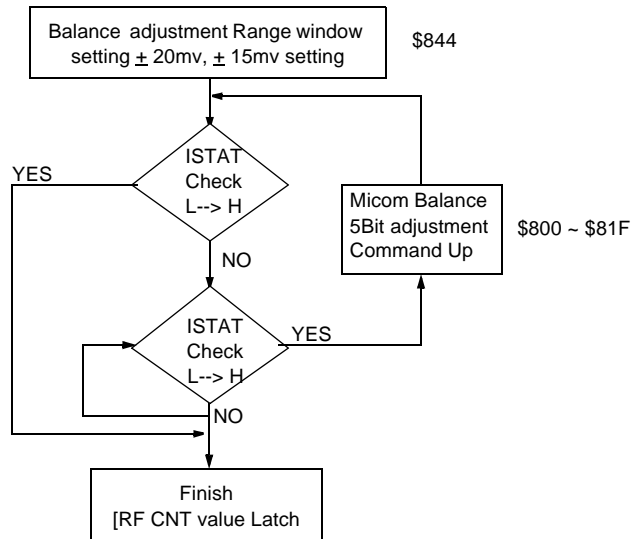 Balance adjustment Range window
setting ± 20mv, ± 15mv setting
$844
ISTAT
Check
L--> H
YES
NO
Micom Balance
5Bit adjustment
Command Up
$800 ~ $81F
ISTAT
Check
L--> H
YES
NO
Finish
[RF CNT value Latch